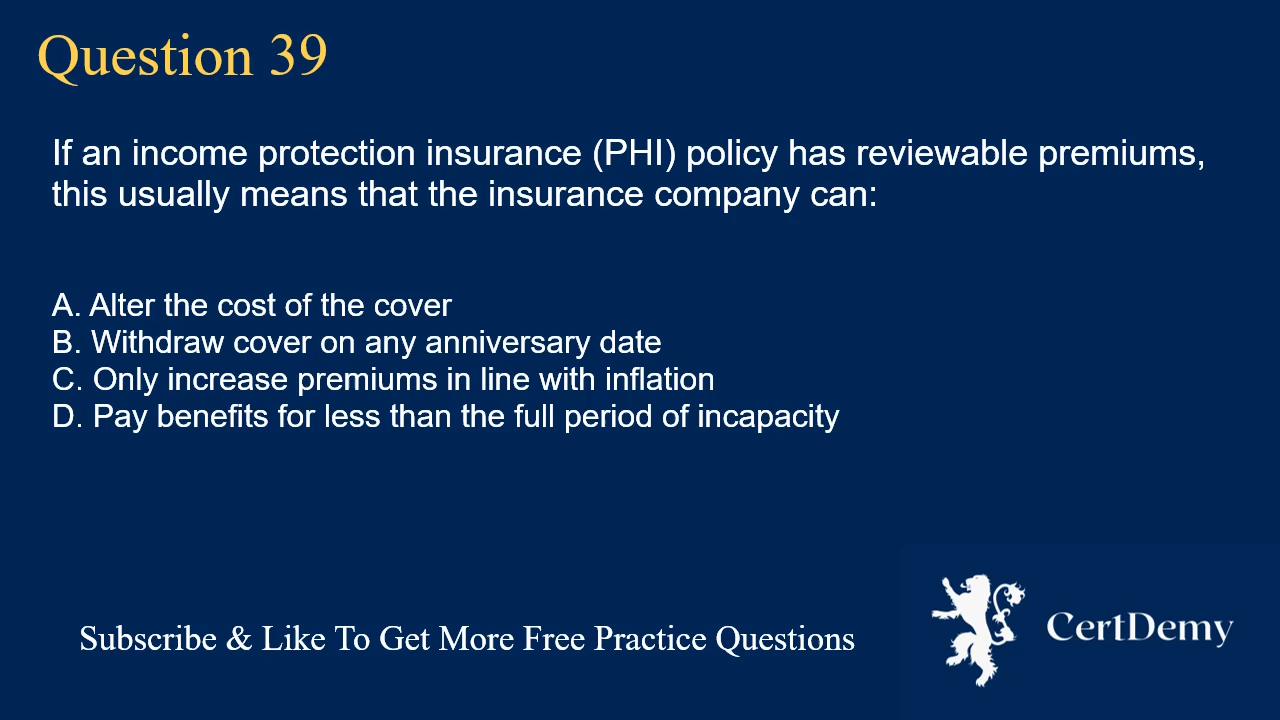 Question 39
If an income protection insurance (PHI) policy has reviewable premiums,
this usually means that the insurance company can:
A. Alter the cost of the cover
B. Withdraw cover on any anniversary date
C. Only increase premiums in line with inflation
D. Pay benefits for less than the full period of incapacity
Subscribe & Like To Get More Free Practice Questions
CertDemy